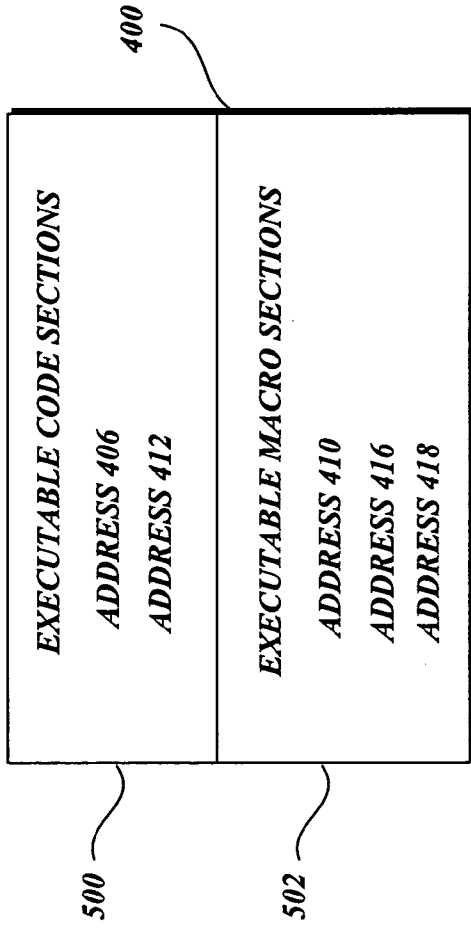 400
500
EXECUTABLE CODE SECTIONS
ADDRESS 406
ADDRESS 412
502
EXECUTABLE MACRO SECTIONS
ADDRESS 410
ADDRESS 416
ADDRESS 418